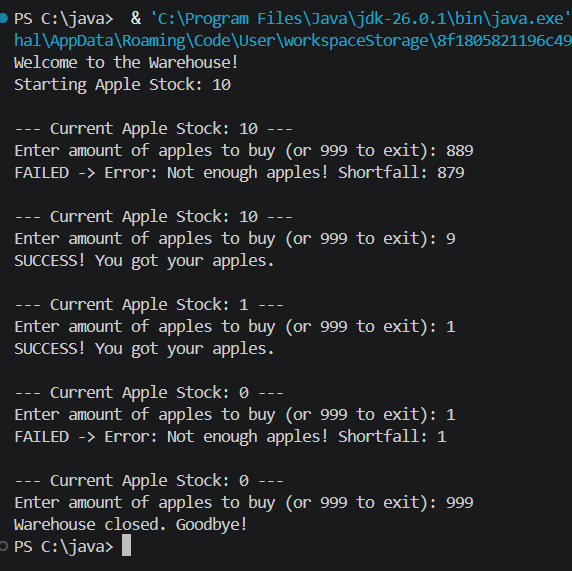 PS C:\java>  & 'C:\Program Files\Java\jdk-26.0.1\bin\java.exe'
hal\AppData\Roaming\Code\User\workspaceStorage\8f1805821196c49
Welcome to the Warehouse!
Starting Apple Stock: 10

--- Current Apple Stock: 10 ---
Enter amount of apples to buy (or 999 to exit): 889
FAILED -> Error: Not enough apples! Shortfall: 879

--- Current Apple Stock: 10 ---
Enter amount of apples to buy (or 999 to exit): 9
SUCCESS! You got your apples.

--- Current Apple Stock: 1 ---
Enter amount of apples to buy (or 999 to exit): 1
SUCCESS! You got your apples.

--- Current Apple Stock: 0 ---
Enter amount of apples to buy (or 999 to exit): 1
FAILED -> Error: Not enough apples! Shortfall: 1

--- Current Apple Stock: 0 ---
Enter amount of apples to buy (or 999 to exit): 999
Warehouse closed. Goodbye!
PS C:\java>